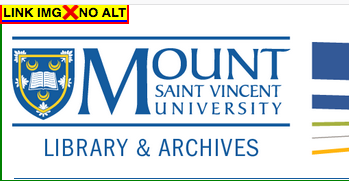 LINK IMG❌NO ALT
MOUNT
SAINT VINCENT
UNIVERSITY
LIBRARY & ARCHIVES